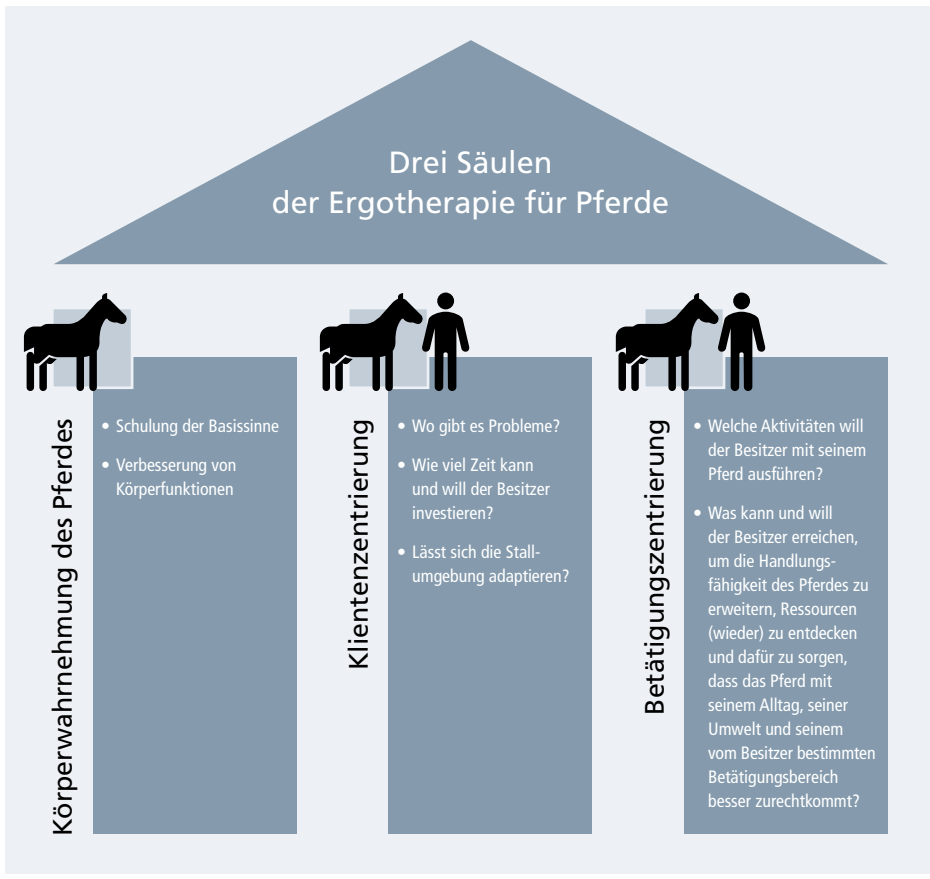 Drei Säulen
der Ergotherapie für Pferde
Körperwahrnehmung des Pferdes
• Schulung der Basissinne
• Verbesserung von
Körperfunktionen
Klientenzentrierung
• Wo gibt es Probleme?
• Wie viel Zeit kann
und will der Besitzer
investieren?
• Lässt sich die Stall-
umgebung adaptieren?
Betätigungszentrierung
• Welche Aktivitäten will
der Besitzer mit seinem
Pferd ausführen?
• Was kann und will
der Besitzer erreichen,
um die Handlungs-
fähigkeit des Pferdes zu
erweitern, Ressourcen
(wieder) zu entdecken
und dafür zu sorgen,
dass das Pferd mit
seinem Alltag, seiner
Umwelt und seinem
vom Besitzer bestimmten
Betätigungsbereich
besser zurechtkommt?